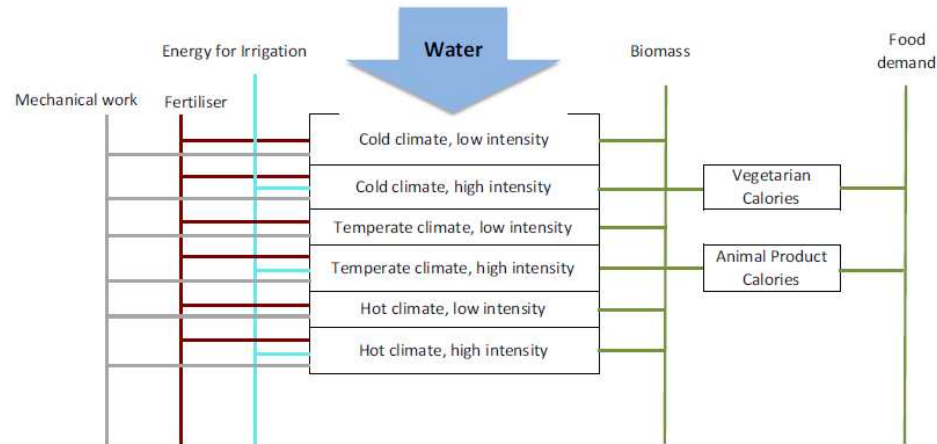 Energy for Irrigation
Water
Biomass
Food
demand
Mechanical work
Fertiliser
Cold climate, low intensity
Cold climate, high intensity
Vegetarian
Calories
Temperate climate, low intensity
Temperate climate, high intensity
Animal Product
Calories
Hot climate, low intensity
Hot climate, high intensity